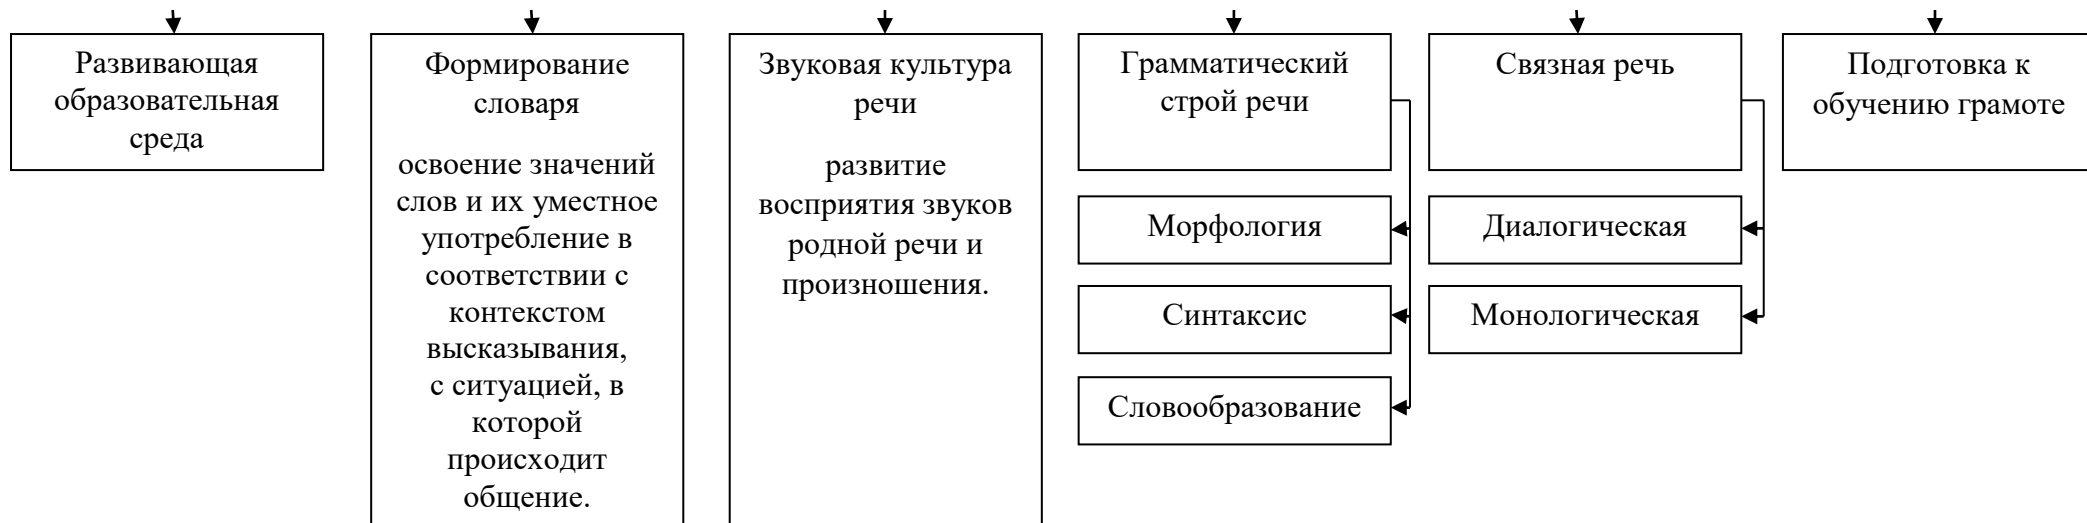 Развивающая
образовательная
среда
Формирование
словаря
освоение значений
слов и их уместное
употребление в
соответствии с
контекстом
высказывания,
с ситуацией, в
которой
происходит
общение.
Звуковая культура
речи
развитие
восприятия звуков
родной речи и
произношения.
Грамматический
строй речи
Морфология
Синтаксис
Словообразование
Связная речь
Диалогическая
Монологическая
Подготовка к
обучению грамоте